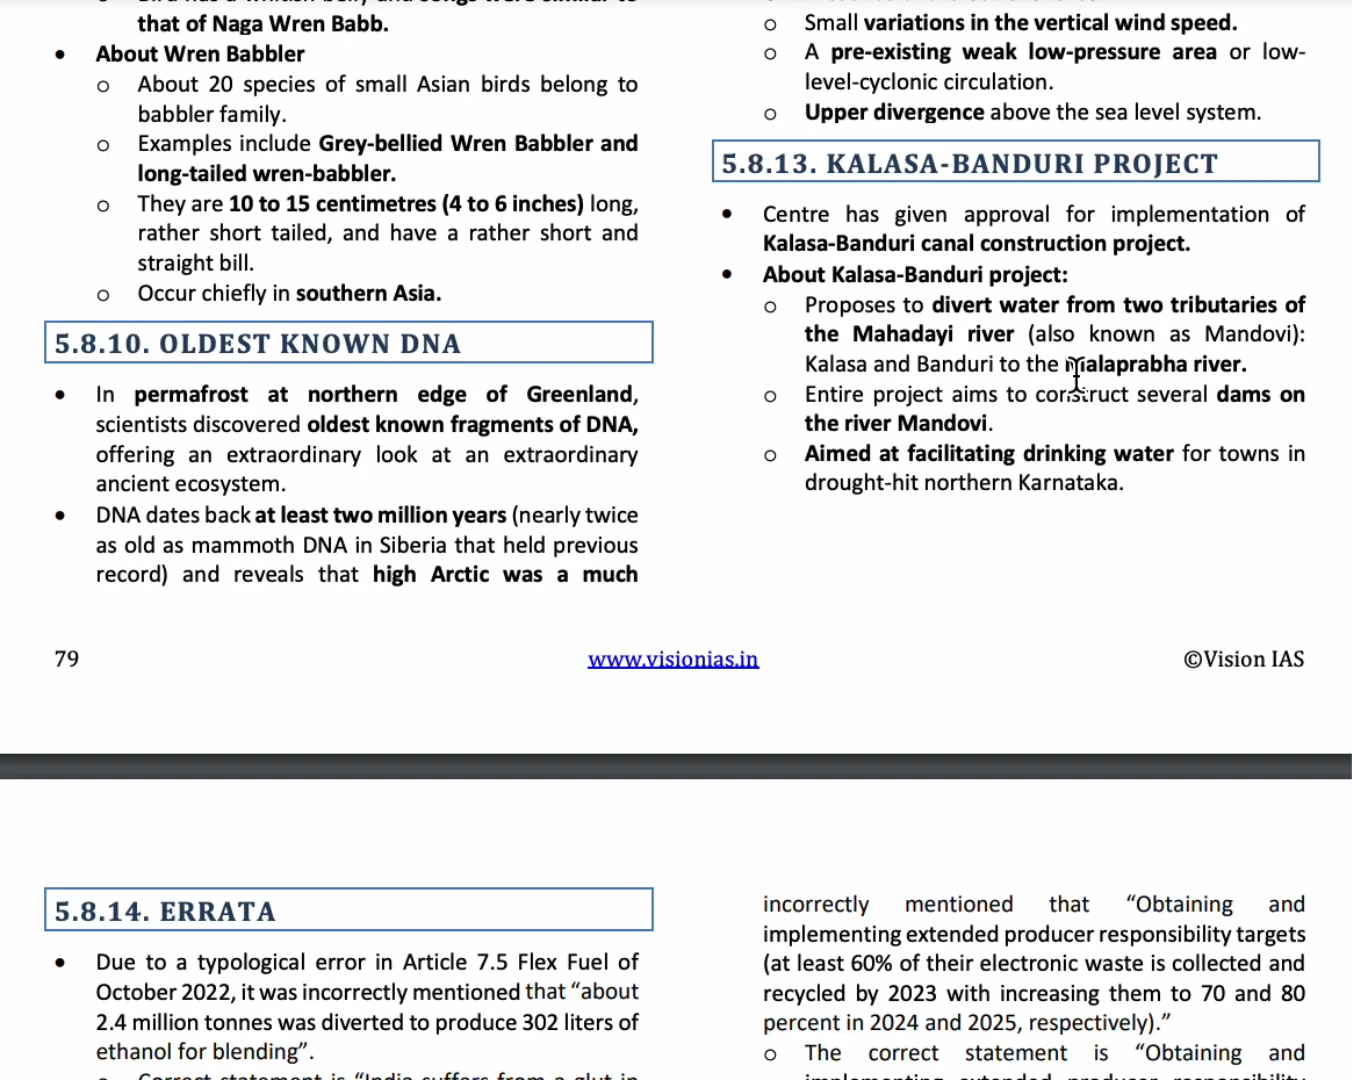 that of Naga Wren Babb.
• About Wren Babbler
o About 20 species of small Asian birds belong to
babbler family.
o Examples include Grey-bellied Wren Babbler and
long-tailed wren-babbler.
o They are 10 to 15 centimetres (4 to 6 inches) long,
rather short tailed, and have a rather short and
straight bill.
o Occur chiefly in southern Asia.
5.8.10. OLDEST KNOWN DNA
• In permafrost at northern edge of Greenland,
scientists discovered oldest known fragments of DNA,
offering an extraordinary look at an extraordinary
ancient ecosystem.
• DNA dates back at least two million years (nearly twice
as old as mammoth DNA in Siberia that held previous
record) and reveals that high Arctic was a much
o Small variations in the vertical wind speed.
o A pre-existing weak low-pressure area or low-
level-cyclonic circulation.
o Upper divergence above the sea level system.
5.8.13. KALASA-BANDURI PROJECT
• Centre has given approval for implementation of
Kalasa-Banduri canal construction project.
• About Kalasa-Banduri project:
o Proposes to divert water from two tributaries of
the Mahadayi river (also known as Mandovi):
Kalasa and Banduri to the Malaprabha river.
o Entire project aims to construct several dams on
the river Mandovi.
o Aimed at facilitating drinking water for towns in
drought-hit northern Karnataka.
79
www.visionias.in
©Vision IAS
5.8.14. ERRATA
• Due to a typological error in Article 7.5 Flex Fuel of
October 2022, it was incorrectly mentioned that “about
2.4 million tonnes was diverted to produce 302 liters of
ethanol for blending”.
o Correct statement is “India suffers from a glut in
incorrectly mentioned that “Obtaining and
implementing extended producer responsibility targets
(at least 60% of their electronic waste is collected and
recycled by 2023 with increasing them to 70 and 80
percent in 2024 and 2025, respectively).”
o The correct statement is “Obtaining and
implementing extended producer responsibility